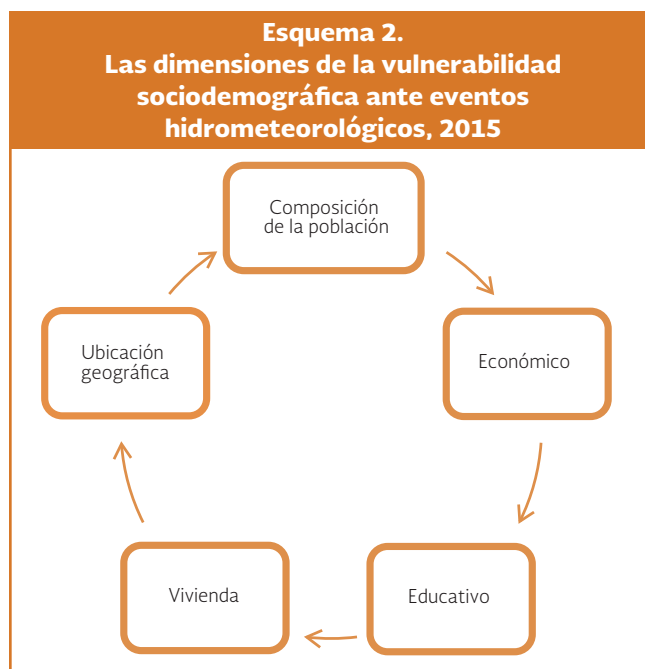 Esquema 2.
Las dimensiones de la vulnerabilidad
sociodemográfica ante eventos
hidrometeorológicos, 2015
Composición
de la población
Económico
Educativo
Vivienda
Ubicación
geográfica